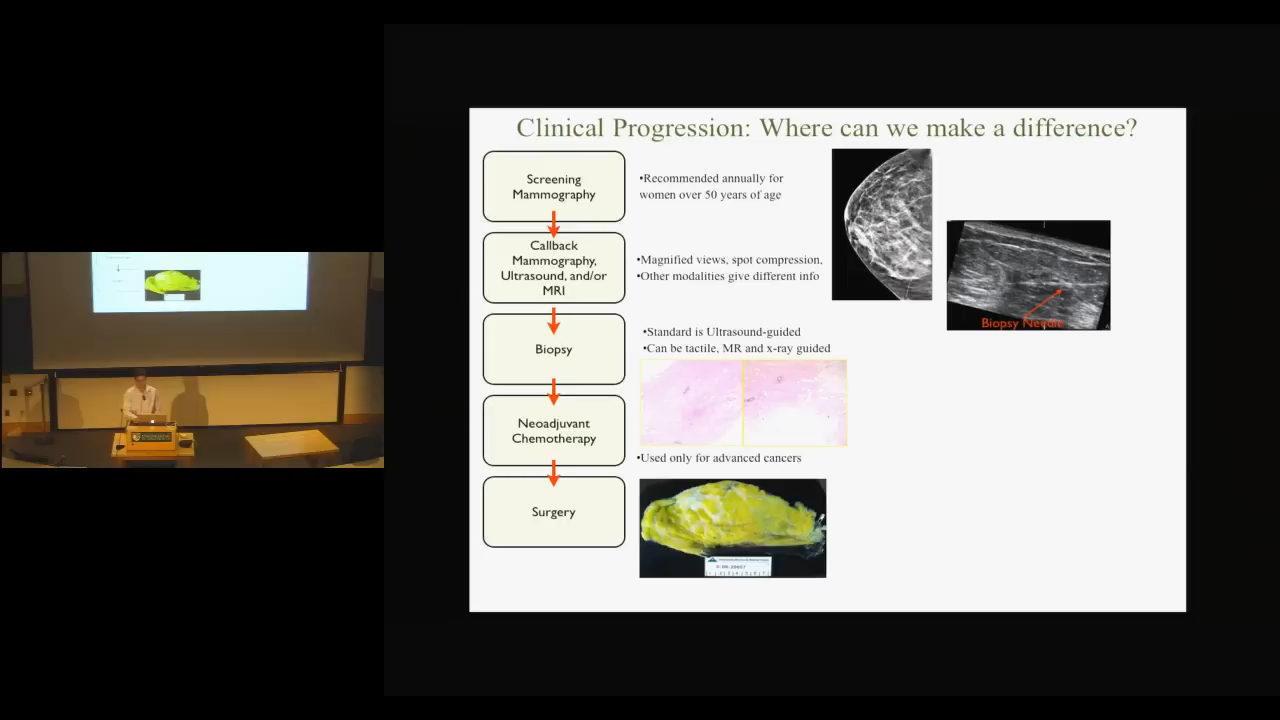 Clinical Progression: Where can we make a difference?
Screening
Mammography
•Recommended annually for
women over 50 years of age
Callback
Mammography,
Ultrasound, and/or
MRI
•Magnified views, spot compression,
•Other modalities give different info
Biopsy Needle
Biopsy
•Standard is Ultrasound-guided
•Can be tactile, MR and x-ray guided
Neoadjuvant
Chemotherapy
•Used only for advanced cancers
Surgery